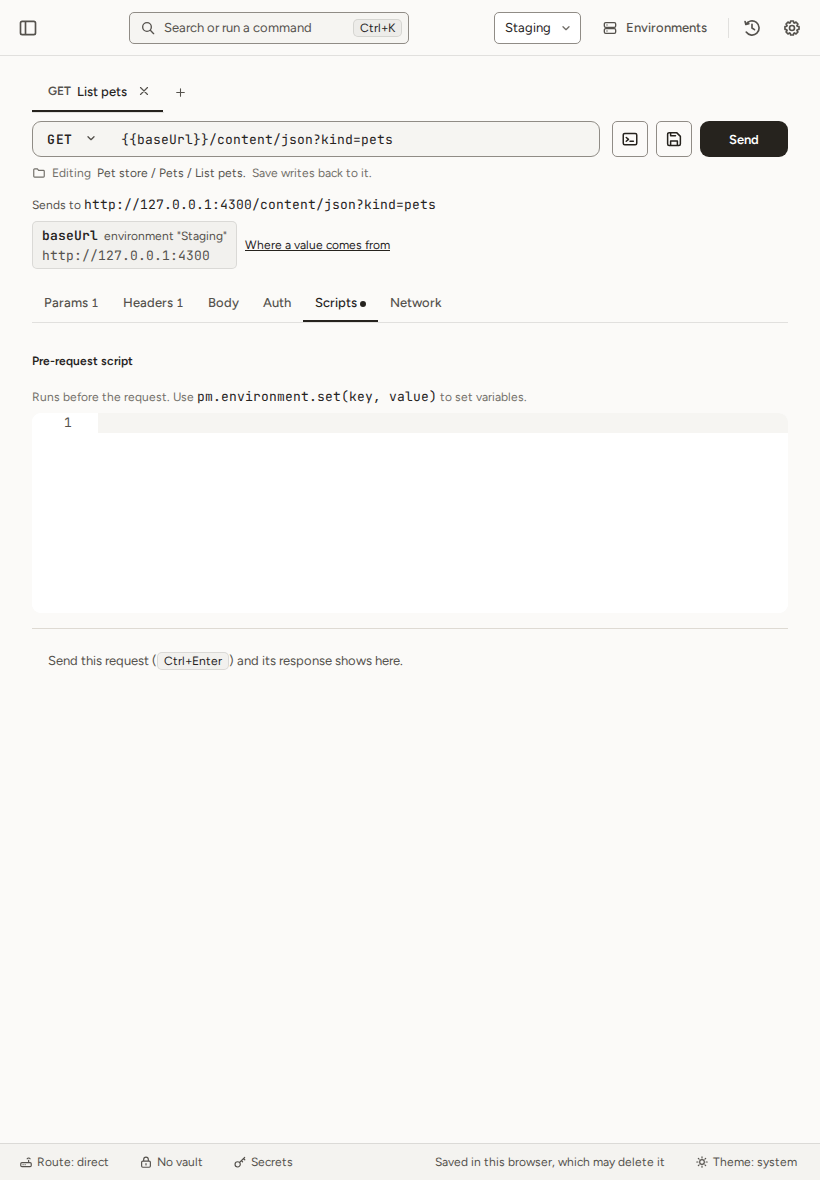 Search or run a command Ctrl+K Staging Environments
GET List pets
GET {{baseUrl}}/content/json?kind=pets Send
Editing Pet store / Pets / List pets. Save writes back to it.
Sends to http://127.0.0.1:4300/content/json?kind=pets
baseUrl environment "Staging"
http://127.0.0.1:4300
Where a value comes from
Params 1 Headers 1 Body Auth Scripts Network
Pre-request script
Runs before the request. Use pm.environment.set(key, value) to set variables.
1
Send this request (Ctrl+Enter) and its response shows here.
Route: direct No vault Secrets Saved in this browser, which may delete it Theme: system